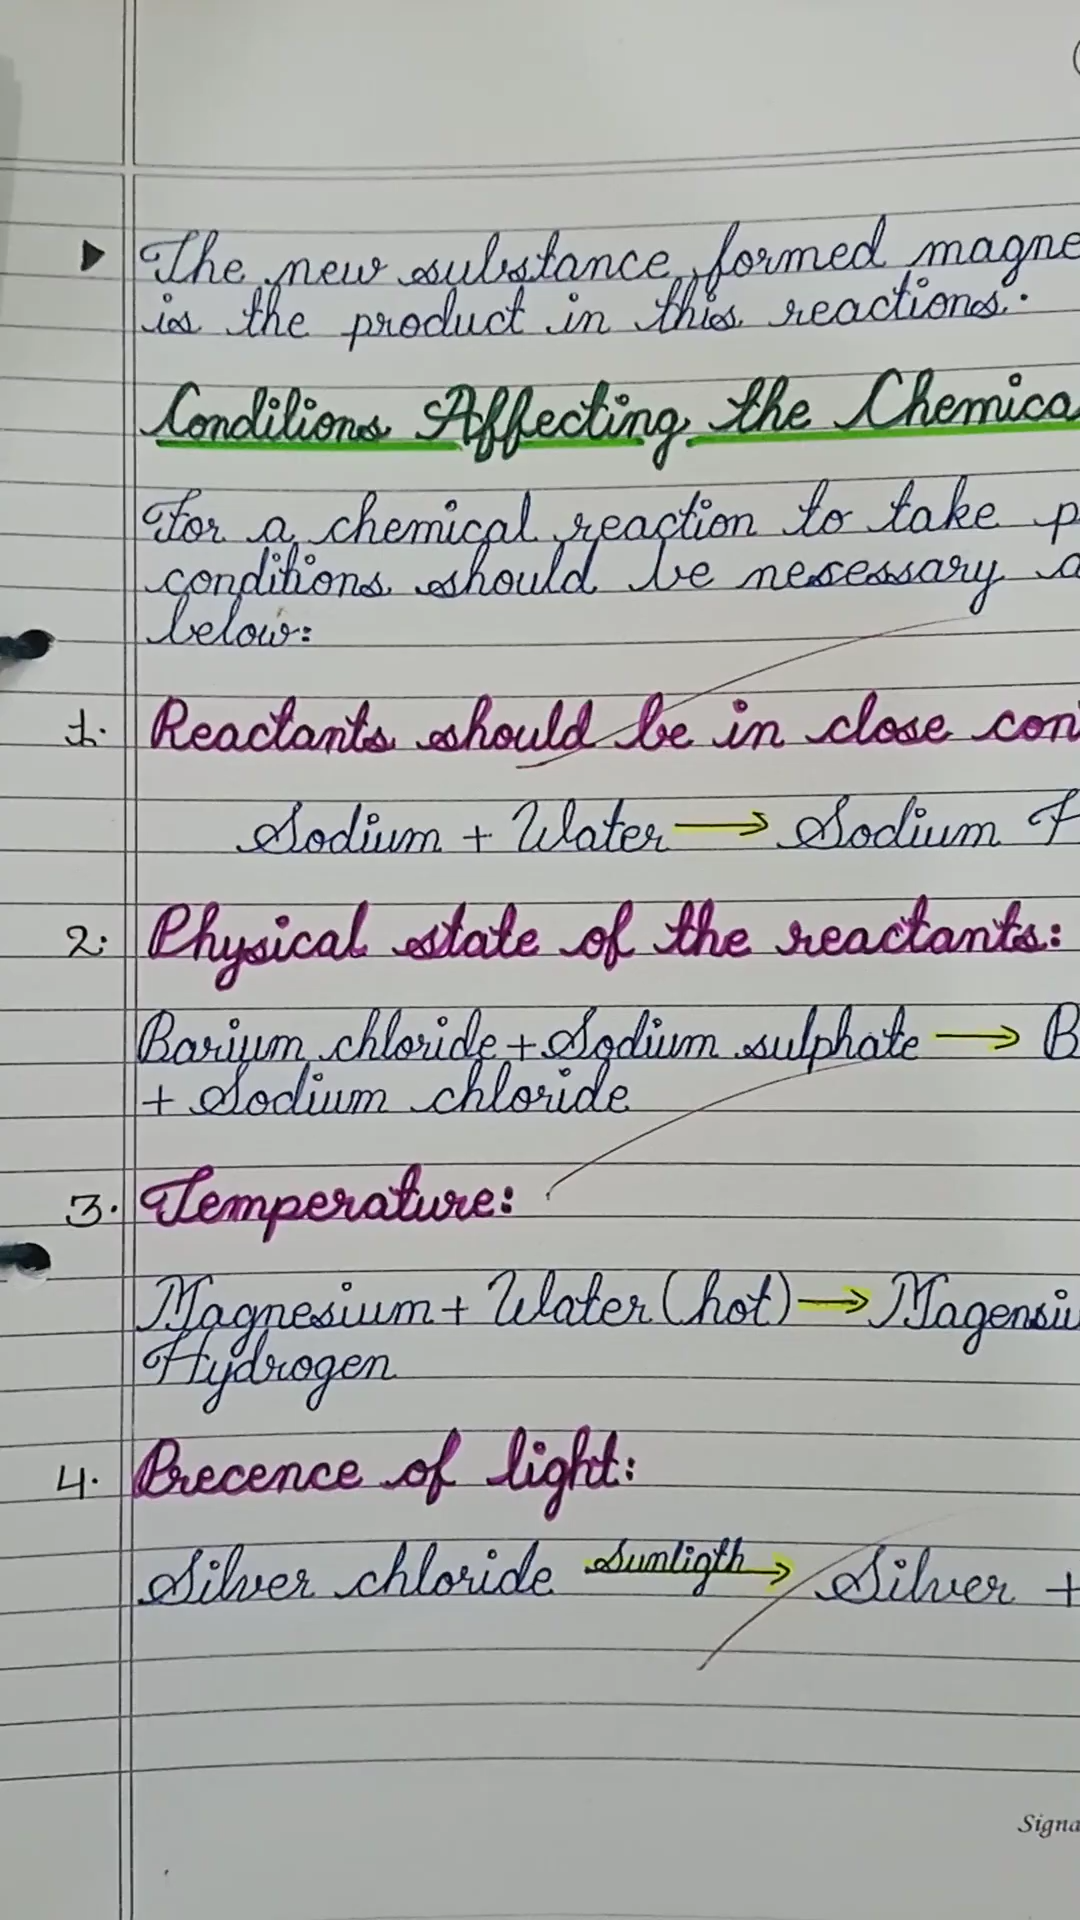 The new substance formed magne
is the product in this reactions.
Conditions Affecting the Chemica
For a chemical reaction to take p
conditions should be necessary a
below:
1. Reactants should be in close con
Sodium + Water → Sodium H
2. Physical state of the reactants:
Barium chloride + Sodium sulphate → B
+ Sodium chloride
3. Temperature:
Magnesium + Water (hot) → Magensiu
Hydrogen
4. Precence of light:
Silver chloride Sunligth→ Silver +
Signa